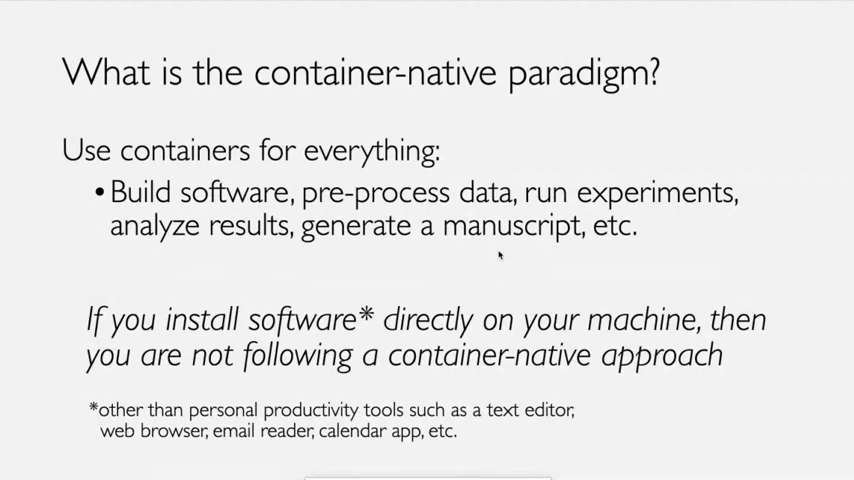 What is the container-native paradigm?
Use containers for everything:
•Build software, pre-process data, run experiments,
analyze results, generate a manuscript, etc.
If you install software* directly on your machine, then
you are not following a container-native approach
*other than personal productivity tools such as a text editor,
web browser, email reader, calendar app, etc.